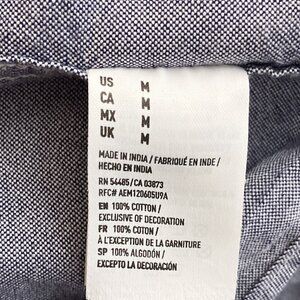 US M
CA M
MX M
UK M
MADE IN INDIA / FABRIQUÉ EN INDE /
HECHO EN INDIA
RN 54485/CA 03873
RFC# AEM120605U9A
EN 100% COTTON /
EXCLUSIVE OF DECORATION
FR 100% COTON /
À L'EXCEPTION DE LA GARNITURE
SP 100% ALGODÓN /
EXCEPTO LA DECORACIÓN